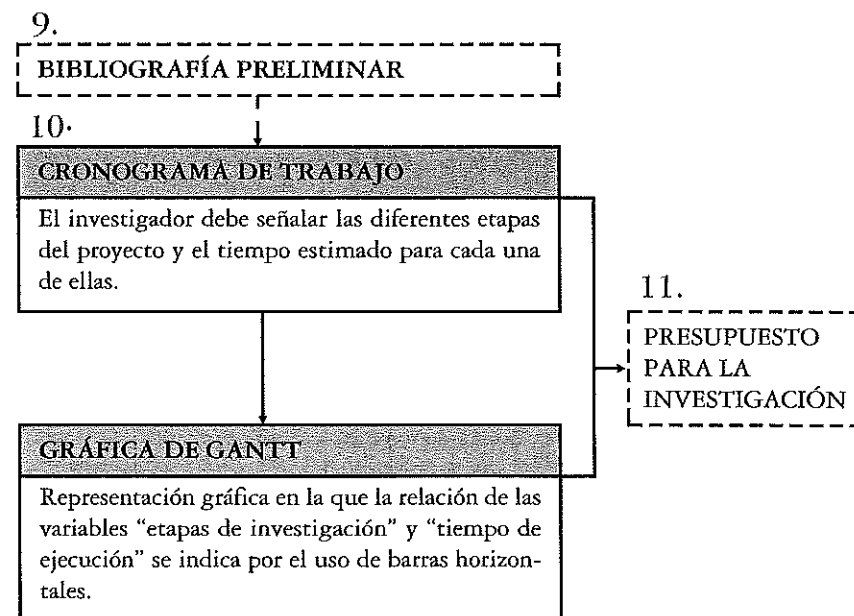 9.
BIBLIOGRAFÍA PRELIMINAR
10.
CRONOGRAMA DE TRABAJO
El investigador debe señalar las diferentes etapas
del proyecto y el tiempo estimado para cada una
de ellas.
11.
PRESUPUESTO
PARA LA
INVESTIGACIÓN
GRÁFICA DE GANTT
Representación gráfica en la que la relación de las
variables “etapas de investigación” y “tiempo de
ejecución” se indica por el uso de barras horizon-
tales.